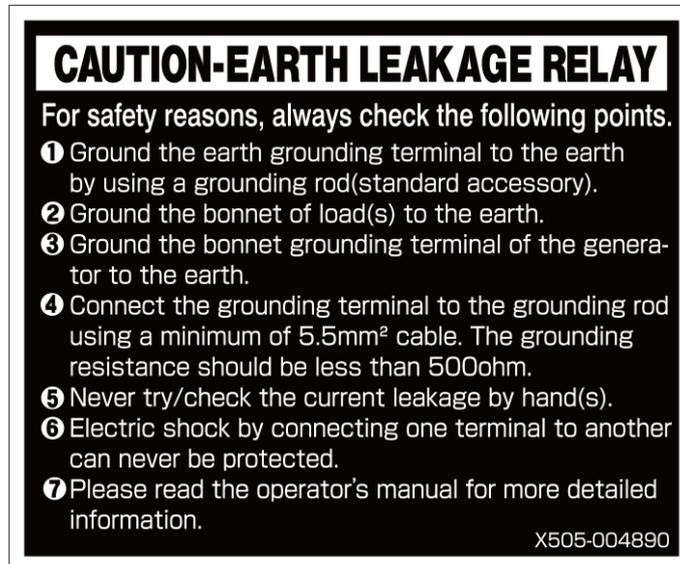 CAUTION-EARTH LEAKAGE RELAY
For safety reasons, always check the following points.
❶ Ground the earth grounding terminal to the earth
by using a grounding rod(standard accessory).
❷ Ground the bonnet of load(s) to the earth.
❸ Ground the bonnet grounding terminal of the genera-
tor to the earth.
❹ Connect the grounding terminal to the grounding rod
using a minimum of 5.5mm² cable. The grounding
resistance should be less than 500ohm.
❺ Never try/check the current leakage by hand(s).
❻ Electric shock by connecting one terminal to another
can never be protected.
❼ Please read the operator's manual for more detailed
information.
X505-004890